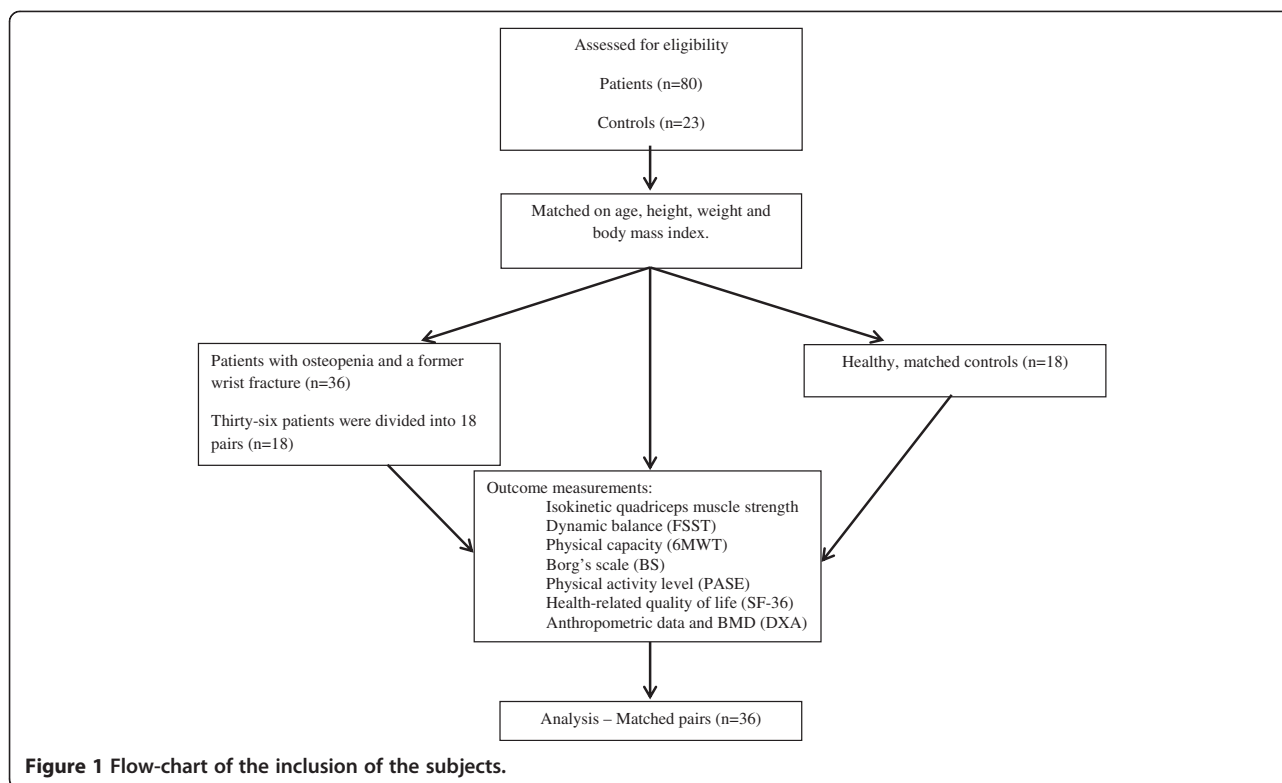 Assessed for eligibility
Patients (n=80)
Controls (n=23)
Matched on age, height, weight and
body mass index.
Patients with osteopenia and a former
wrist fracture (n=36)
Thirty-six patients were divided into 18
pairs (n=18)
Healthy, matched controls (n=18)
Outcome measurements:
Isokinetic quadriceps muscle strength
Dynamic balance (FSST)
Physical capacity (6MWT)
Borg's scale (BS)
Physical activity level (PASE)
Health-related quality of life (SF-36)
Anthropometric data and BMD (DXA)
Analysis – Matched pairs (n=36)
Figure 1 Flow-chart of the inclusion of the subjects.